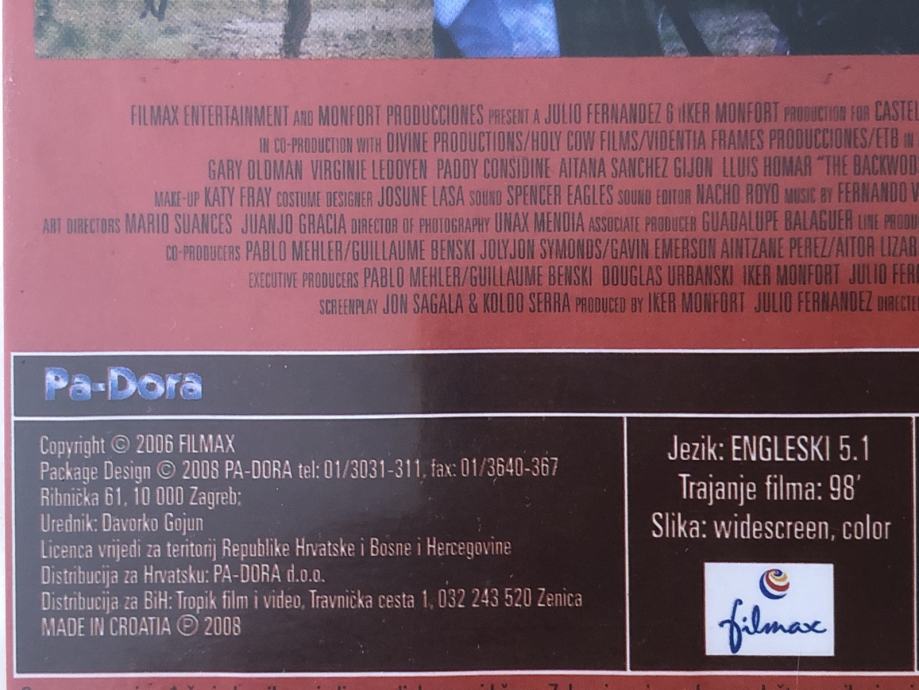 FILMAX ENTERTAINMENT AND MONFORT PRODUCCIONES PRESENT A JULIO FERNANDEZ & IKER MONFORT PRODUCTION FOR CASTEL
IN CO-PRODUCTION WITH DIVINE PRODUCTIONS/HOLY COW FILMS/VIDENTIA FRAMES PRODUCCIONES/ETB IN
GARY OLDMAN VIRGINIE LEDOYEN PADDY CONSIDINE AITANA SANCHEZ GIJON LLUIS HOMAR "THE BACKWOO
MAKE-UP KATY FRAY COSTUME DESIGNER JOSUNE LASA SOUND SPENCER EAGLES SOUND EDITOR NACHO ROYO MUSIC BY FERNANDO
ART DIRECTORS MARIO SUANCES JUANJO GRACIA DIRECTOR OF PHOTOGRAPHY UNAX MENDIA ASSOCIATE PRODUCER GUADALUPE BALAGUER LINE PRODU
CO-PRODUCERS PABLO MEHLER/GUILLAUME BENSKI JOLYJON SYMONDS/GAVIN EMERSON AINTZANE PEREZ/AITOR LIZAR
EXECUTIVE PRODUCERS PABLO MEHLER/GUILLAUME BENSKI DOUGLAS URBANSKI IKER MONFORT JULIO FER
SCREENPLAY JON SAGALA & KOLDO SERRA PRODUCED BY IKER MONFORT JULIO FERNANDEZ DIRECTE
Pa-Dora
Copyright © 2006 FILMAX
Package Design © 2008 PA-DORA tel: 01/3031-311, fax: 01/3640-367
Ribnička 61, 10 000 Zagreb;
Urednik: Davorko Gojun
Licenca vrijedi za teritorij Republike Hrvatske i Bosne i Hercegovine
Distribucija za Hrvatsku: PA-DORA d.o.o.
Distribucija za BiH: Tropik film i video, Travnička cesta 1, 032 243 520 Zenica
MADE IN CROATIA ℗ 2008
Jezik: ENGLESKI 5.1
Trajanje filma: 98'
Slika: widescreen, color
filmax